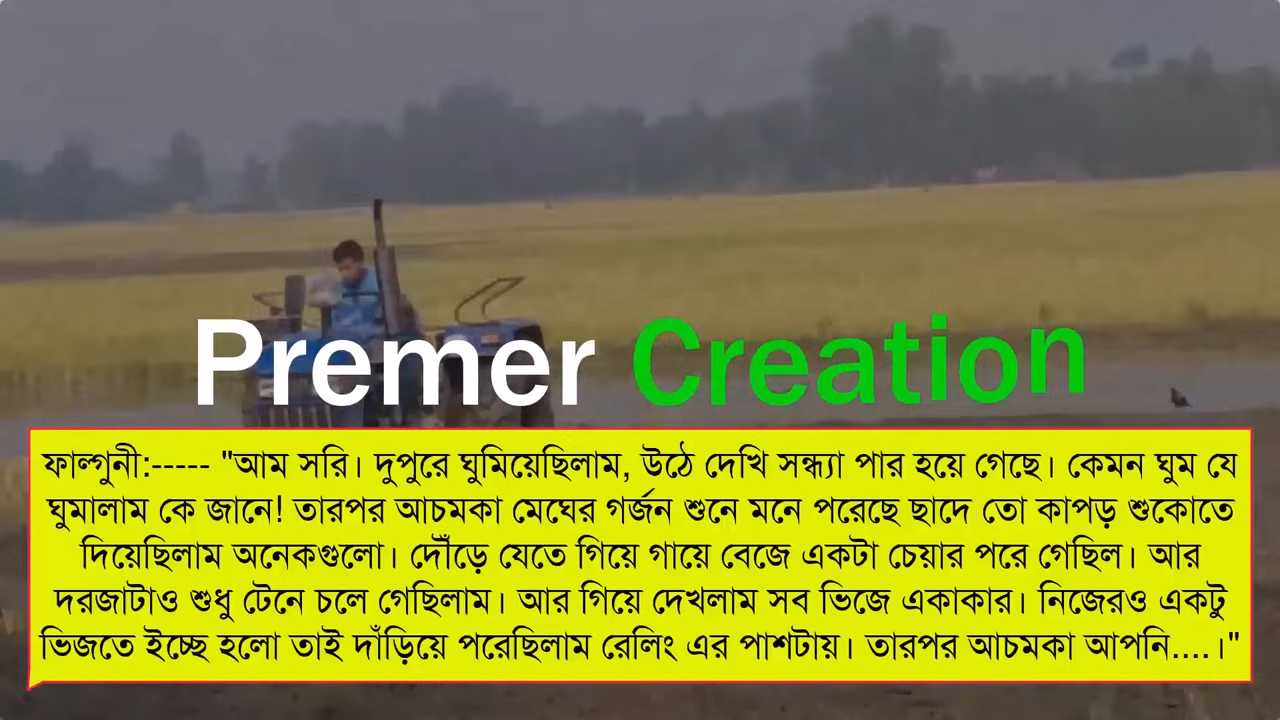 Premer Creation
ফাল্গুনী:----- "আম সরি। দুপুরে ঘুমিয়েছিলাম, উঠে দেখি সন্ধ্যা পার হয়ে গেছে। কেমন ঘুম যে
ঘুমালাম কে জানে! তারপর আচমকা মেঘের গর্জন শুনে মনে পরেছে ছাদে তো কাপড় শুকোতে
দিয়েছিলাম অনেকগুলো। দৌঁড়ে যেতে গিয়ে গায়ে বেজে একটা চেয়ার পরে গেছিল। আর
দরজাটাও শুধু টেনে চলে গেছিলাম। আর গিয়ে দেখলাম সব ভিজে একাকার। নিজেরও একটু
ভিজতে ইচ্ছে হলো তাই দাঁড়িয়ে পরেছিলাম রেলিং এর পাশটায়। তারপর আচমকা আপনি....।"